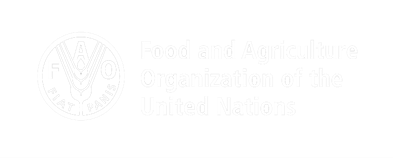 F A O
FIAT PANIS
Food and Agriculture
Organization of the
United Nations